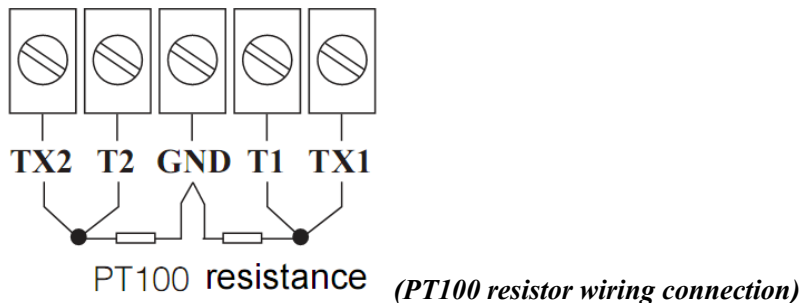 TX2 T2 GND T1 TX1
PT100 resistance (PT100 resistor wiring connection)